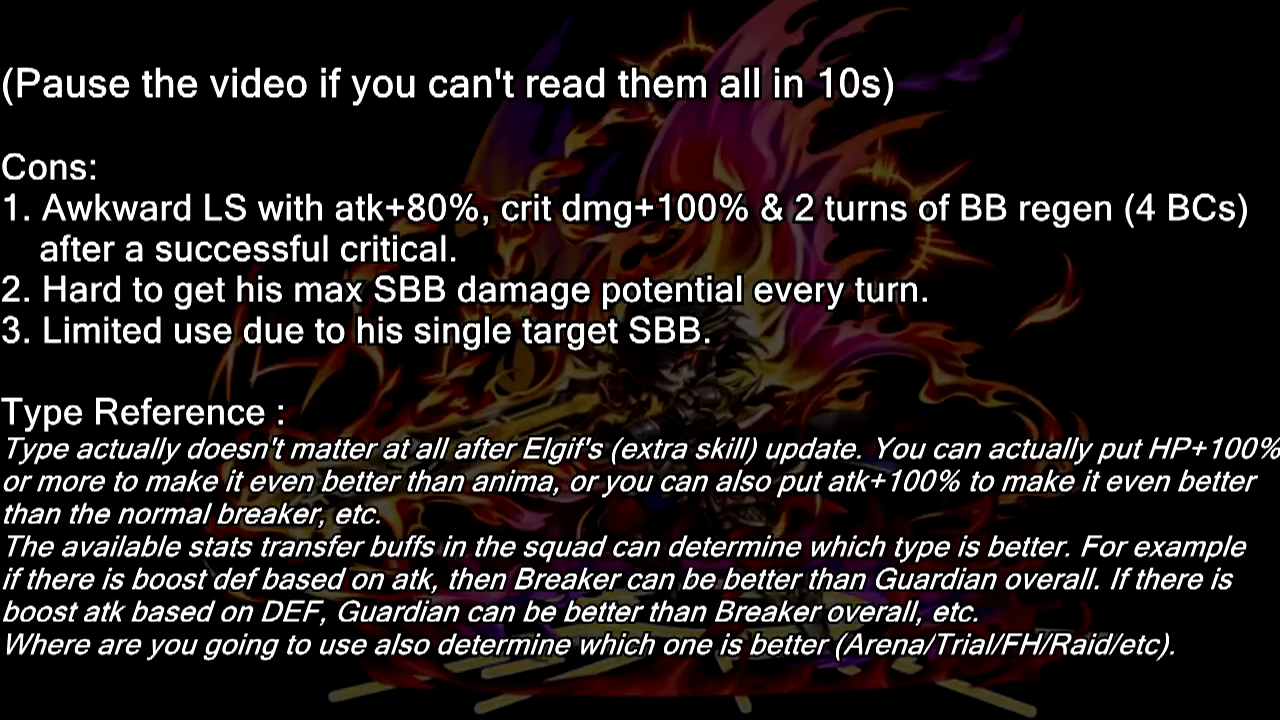 (Pause the video if you can't read them all in 10s)
Cons:
1. Awkward LS with atk+80%, crit dmg+100% & 2 turns of BB regen (4 BCs)
after a successful critical.
2. Hard to get his max SBB damage potential every turn.
3. Limited use due to his single target SBB.
Type Reference :
Type actually doesn't matter at all after Elgif's (extra skill) update. You can actually put HP+100%
or more to make it even better than anima, or you can also put atk+100% to make it even better
than the normal breaker, etc.
The available stats transfer buffs in the squad can determine which type is better. For example
if there is boost def based on atk, then Breaker can be better than Guardian overall. If there is
boost atk based on DEF, Guardian can be better than Breaker overall, etc.
Where are you going to use also determine which one is better (Arena/Trial/FH/Raid/etc).